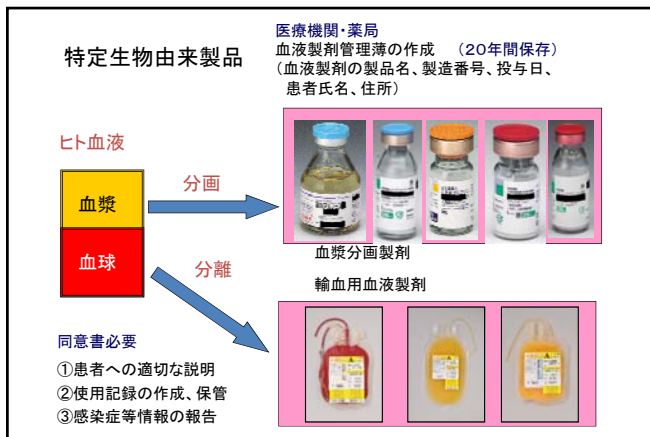 特定生物由来製品
医療機関・薬局
血液製剤管理薄の作成 (20年間保存)
(血液製剤の製品名、製造番号、投与日、
患者氏名、住所)
ヒト血液
血漿
血球
分画
分離
血漿分画製剤
輸血用血液製剤
同意書必要
①患者への適切な説明
②使用記録の作成、保管
③感染症等情報の報告